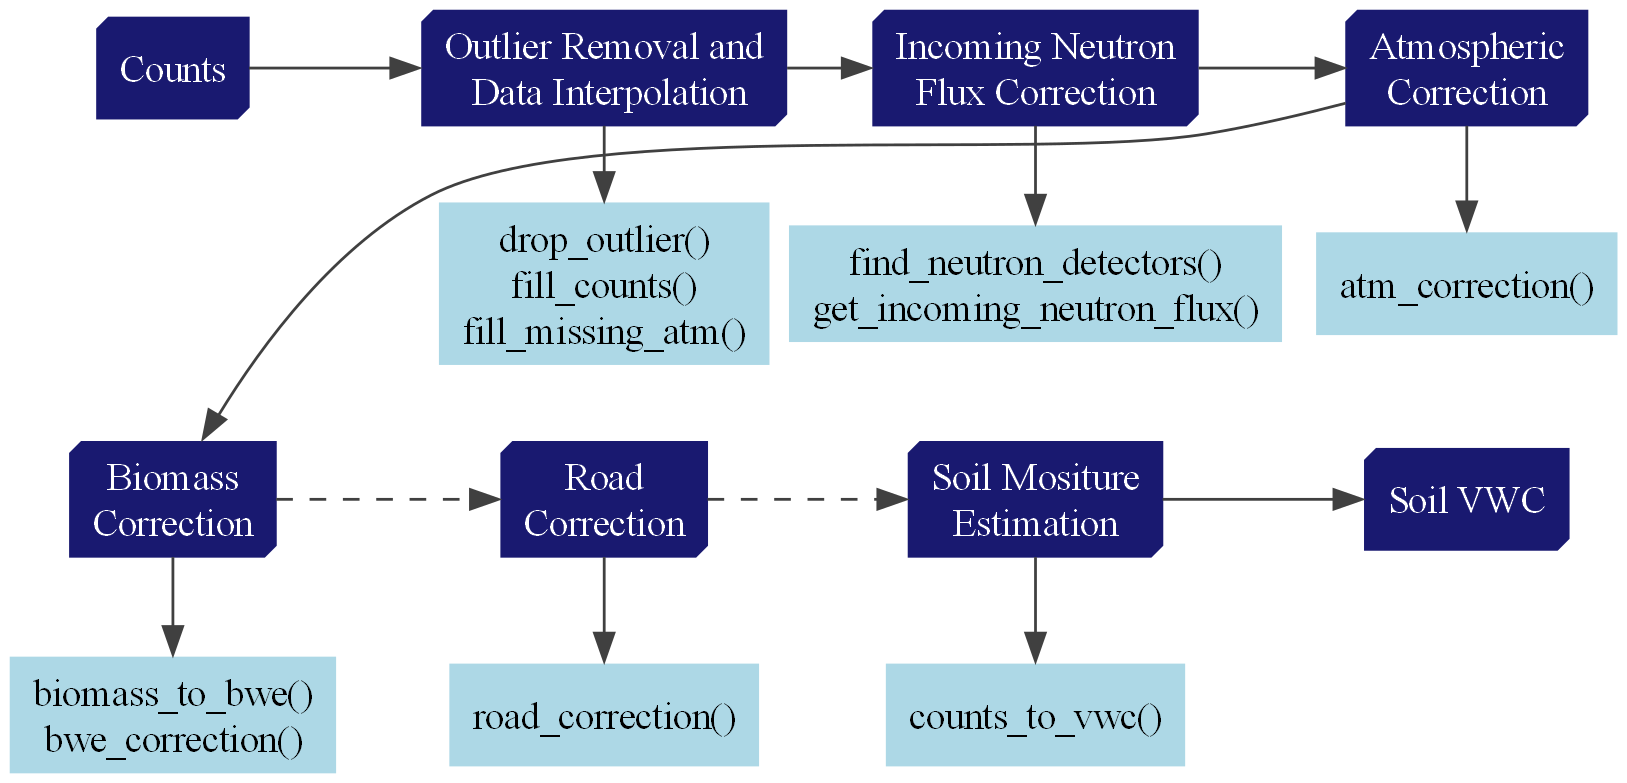 Counts
Outlier Removal and
Data Interpolation
Incoming Neutron
Flux Correction
Atmospheric
Correction
drop_outlier()
fill_counts()
fill_missing_atm()
find_neutron_detectors()
get_incoming_neutron_flux()
atm_correction()
Biomass
Correction
Road
Correction
Soil Mositure
Estimation
Soil VWC
biomass_to_bwe()
bwe_correction()
road_correction()
counts_to_vwc()